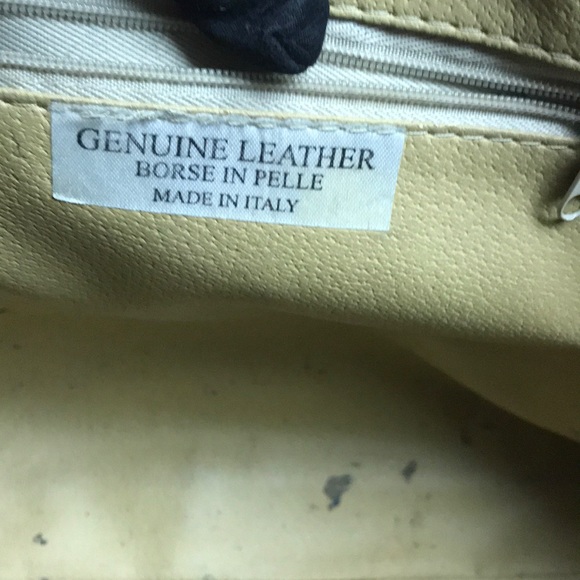 GENUINE LEATHER
BORSE IN PELLE
MADE IN ITALY